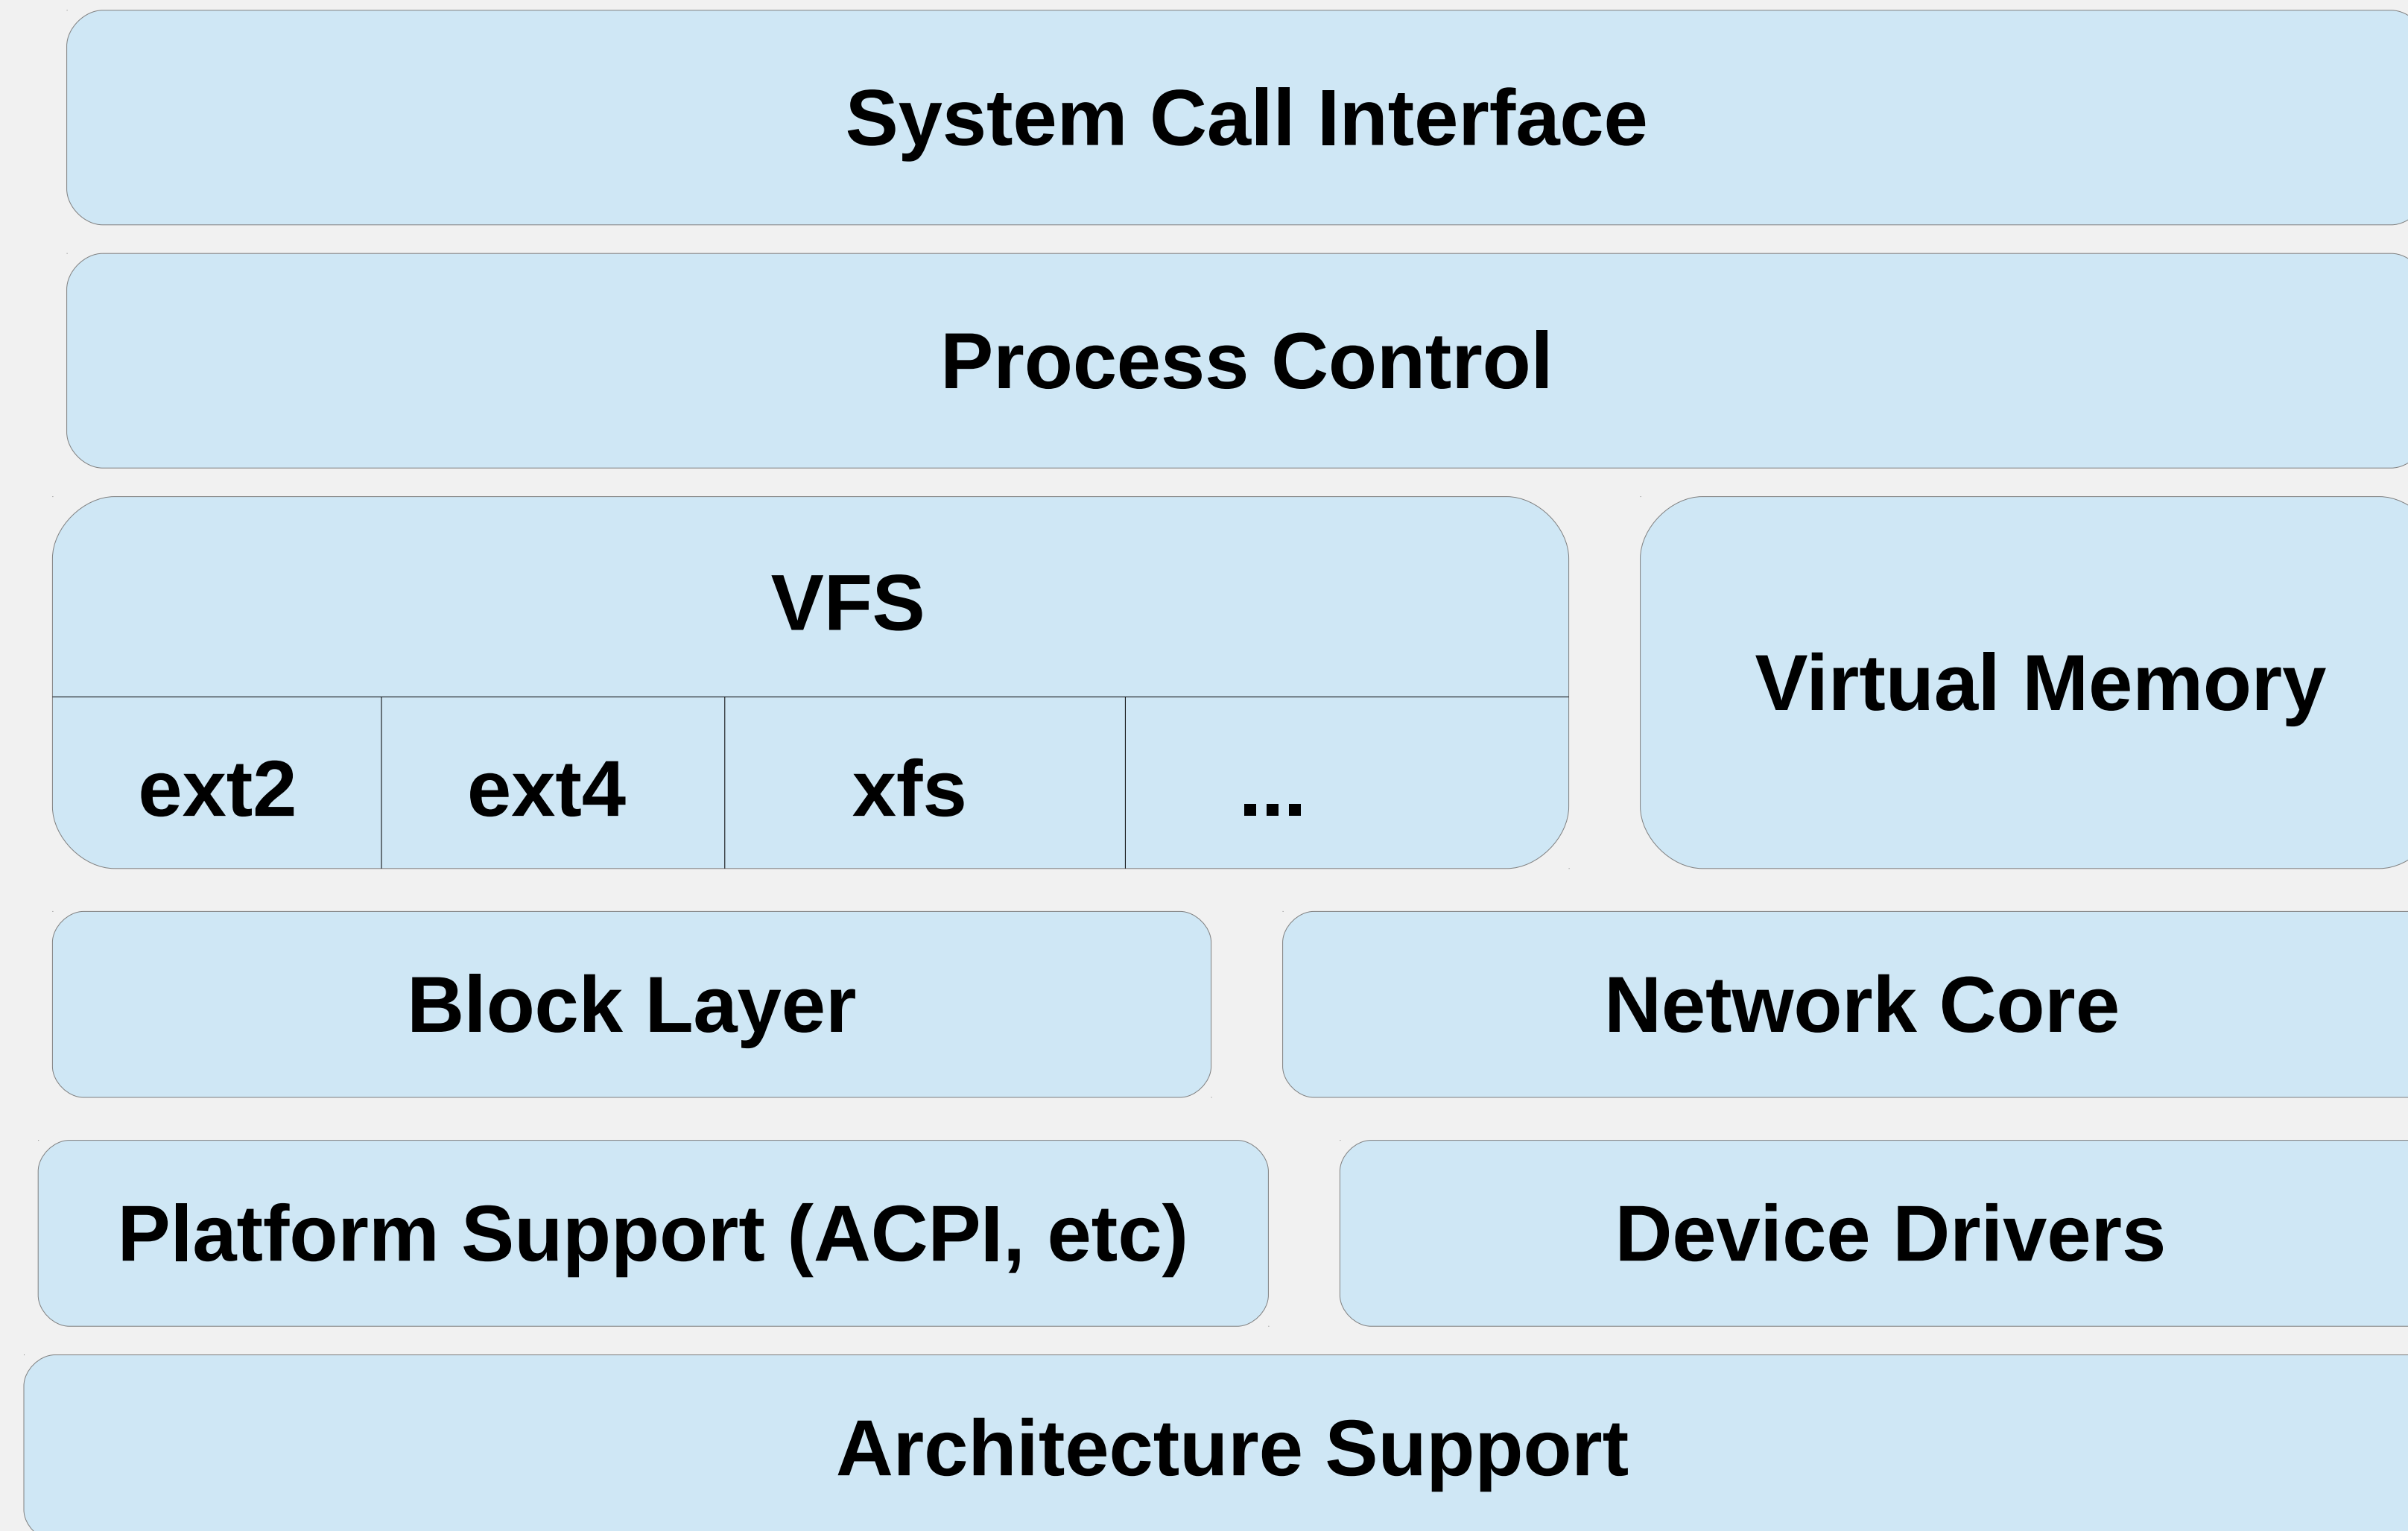 System Call Interface
Process Control
VFS
Virtual Memory
ext2 ext4 xfs ...
Block Layer
Network Core
Platform Support (ACPI, etc)
Device Drivers
Architecture Support